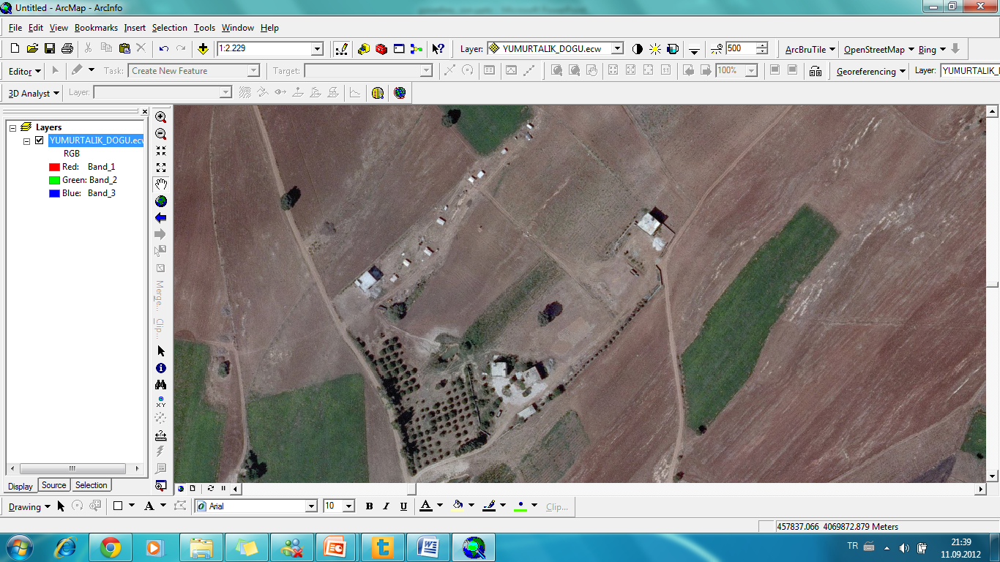 Untitled - ArcMap - ArcInfo
File Edit View Bookmarks Insert Selection Tools Window Help
1:2.229 Layer: YUMURTALIK_DOGU.ecw 500 ArcBruTile OpenStreetMap Bing
Editor Task: Create New Feature Target: 1:1 100% Georeferencing Layer: YUMURTALIK_
3D Analyst Layer:
Layers
YUMURTALIK_DOGU.ecw
RGB
Red: Band_1
Green: Band_2
Blue: Band_3
XY
Merge...
Clip...
Display Source Selection
Drawing A Arial 10 B I U A Clip...
457837.066 4069872.879 Meters
TR 21:39
11.09.2012